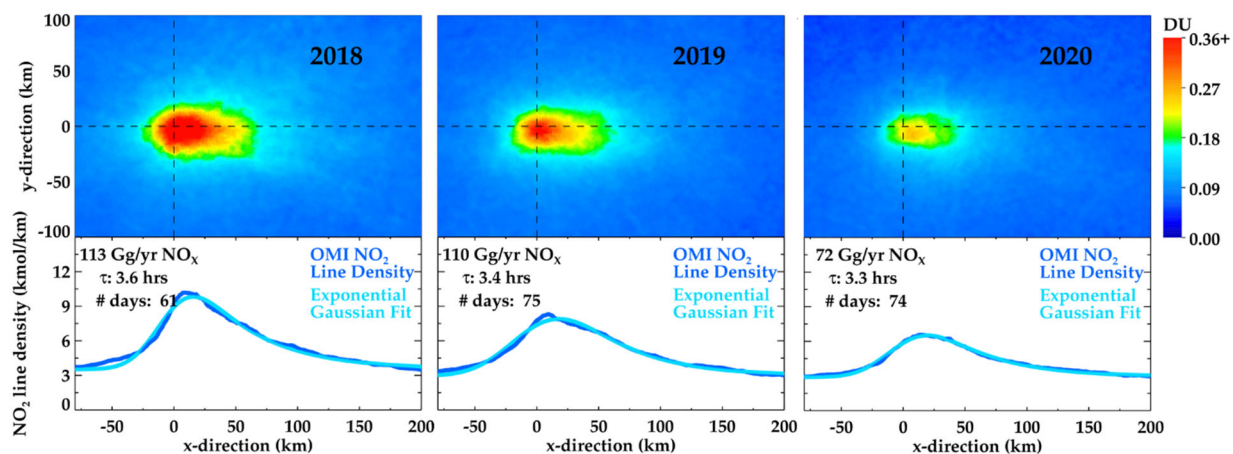 DU
100
50
0
-50
-100
y-direction (km)
2018
2019
2020
0.36+
0.27
0.18
0.09
0.00
NO2 line density (kmol/km)
12
9
6
3
0
113 Gg/yr NOX
τ: 3.6 hrs
# days: 61
OMI NO2
Line Density
Exponential
Gaussian Fit
110 Gg/yr NOX
τ: 3.4 hrs
# days: 75
OMI NO2
Line Density
Exponential
Gaussian Fit
72 Gg/yr NOX
τ: 3.3 hrs
# days: 74
OMI NO2
Line Density
Exponential
Gaussian Fit
-50 0 50 100 150 200
-50 0 50 100 150 200
-50 0 50 100 150 200
x-direction (km)
x-direction (km)
x-direction (km)